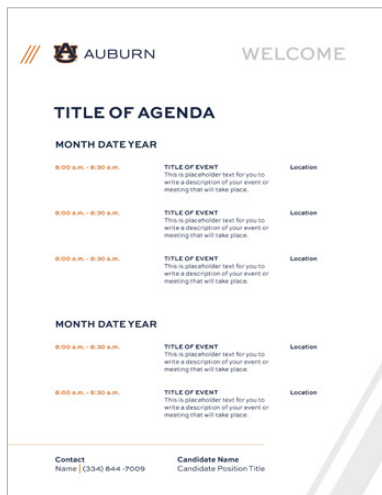 AUBURN
WELCOME
TITLE OF AGENDA
MONTH DATE YEAR
8:00 a.m. - 8:30 a.m.
TITLE OF EVENT
Location
This is placeholder text for you to
write a description of your event or
meeting that will take place.
8:00 a.m. - 8:30 a.m.
TITLE OF EVENT
Location
This is placeholder text for you to
write a description of your event or
meeting that will take place.
8:00 a.m. - 8:30 a.m.
TITLE OF EVENT
Location
This is placeholder text for you to
write a description of your event or
meeting that will take place.
MONTH DATE YEAR
8:00 a.m. - 8:30 a.m.
TITLE OF EVENT
Location
This is placeholder text for you to
write a description of your event or
meeting that will take place.
8:00 a.m. - 8:30 a.m.
TITLE OF EVENT
Location
This is placeholder text for you to
write a description of your event or
meeting that will take place.
Contact
Name | (334) 844 -7009
Candidate Name
Candidate Position Title